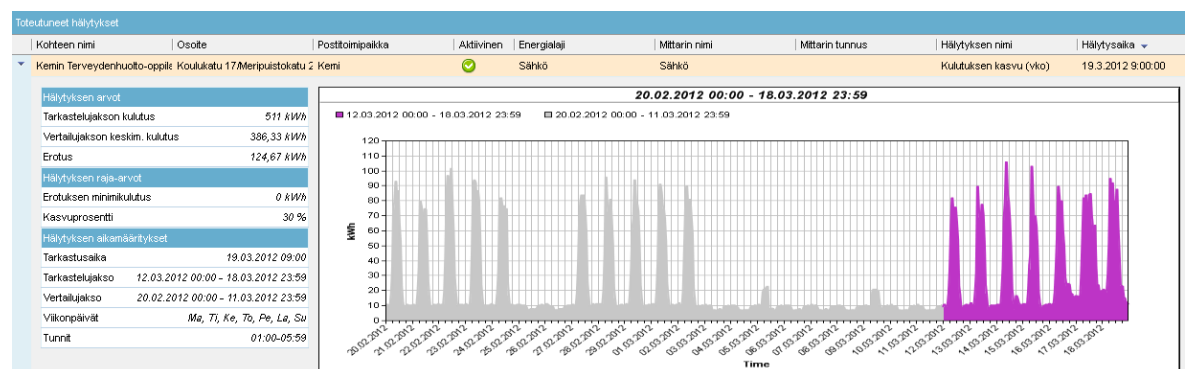 Toteutuneet hälytykset
Kohteen nimi Osoite Postitoimipaikka Aktiivinen Energialaji Mittarin nimi Mittarin tunnus Hälytyksen nimi Hälytysaika
Kemin Terveydenhuolto-oppila Koulukatu 17/Meripuistokatu 2 Kemi Sähkö Sähkö Kulutuksen kasvu (vko) 19.3.2012 9:00:00
Hälytyksen arvot
Tarkastelujakson kulutus 511 kWh
Vertailujakson keskim. kulutus 386,33 kWh
Erotus 124,67 kWh
Hälytyksen raja-arvot
Erotuksen minimikulutus 0 kWh
Kasvuprosentti 30 %
Hälytyksen aikamääritykset
Tarkastusaika 19.03.2012 09:00
Tarkastelujakso 12.03.2012 00:00 - 18.03.2012 23:59
Vertailujakso 20.02.2012 00:00 - 11.03.2012 23:59
Viikonpäivät Ma, Ti, Ke, To, Pe, La, Su
Tunnit 01:00-05:59
20.02.2012 00:00 - 18.03.2012 23:59
12.03.2012 00:00 - 18.03.2012 23:59 20.02.2012 00:00 - 11.03.2012 23:59
kWh
120
110
100
90
80
70
60
50
40
30
20
10
0
20.02.2012 21.02.2012 22.02.2012 23.02.2012 24.02.2012 25.02.2012 26.02.2012 27.02.2012 28.02.2012 29.02.2012 01.03.2012 02.03.2012 03.03.2012 04.03.2012 05.03.2012 06.03.2012 07.03.2012 08.03.2012 09.03.2012 10.03.2012 11.03.2012 12.03.2012 13.03.2012 14.03.2012 15.03.2012 16.03.2012 17.03.2012 18.03.2012
Time